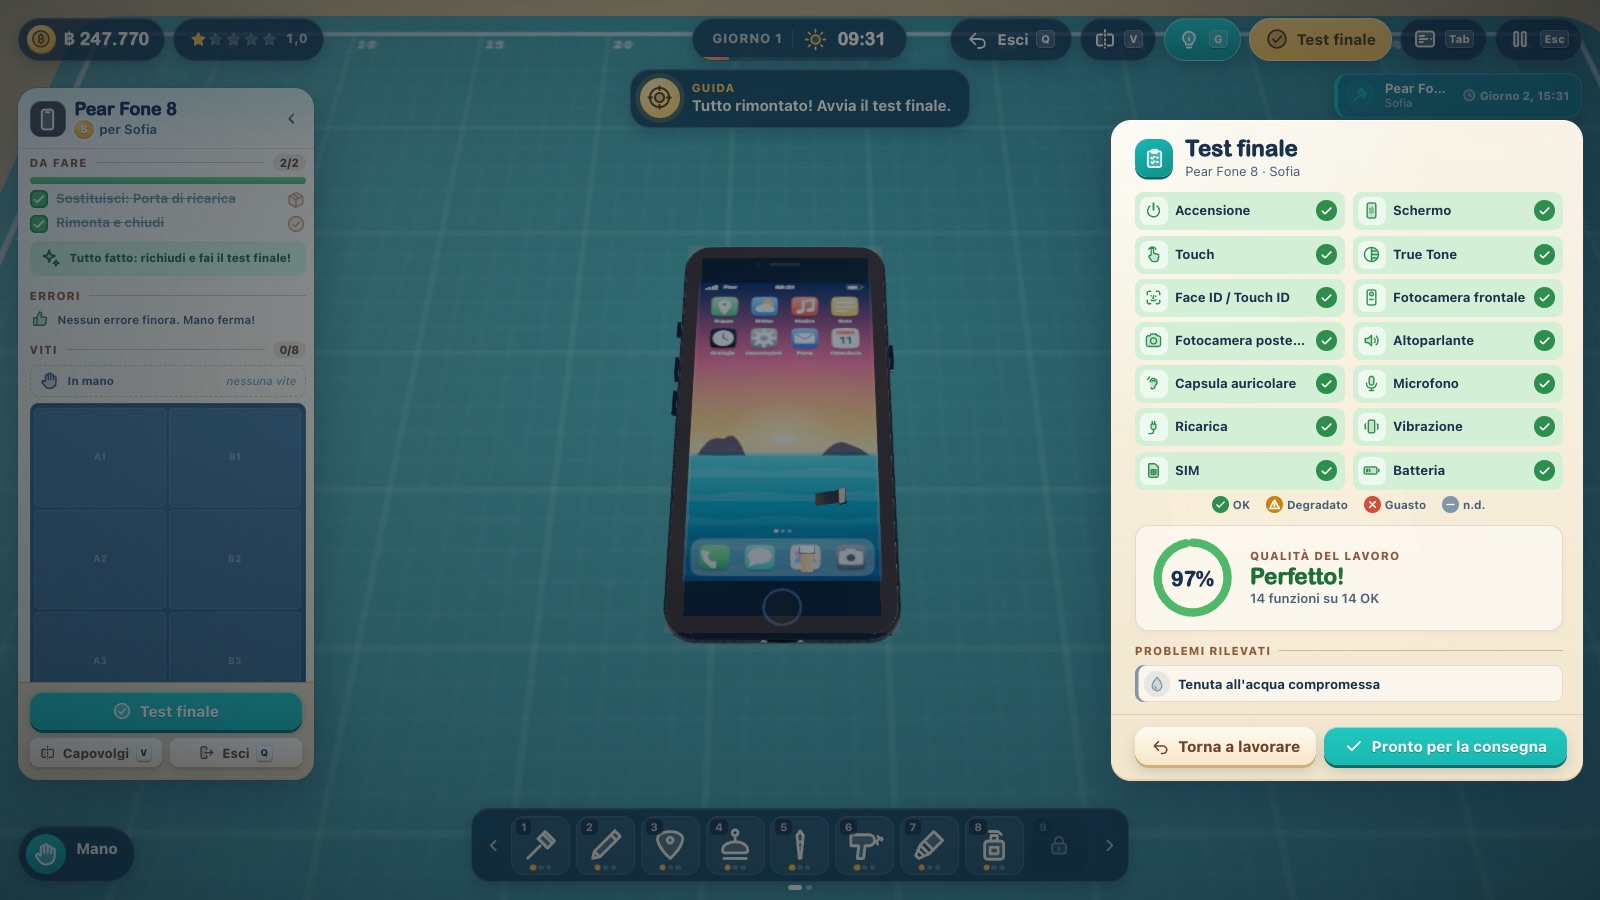 ฿ 247.770
1,0
10
15
20
GIORNO 1
09:31
Esci Q
V
G
Test finale
Tab
Esc
GUIDA
Tutto rimontato! Avvia il test finale.
Pear Fo...
Sofia
Giorno 2, 15:31
Pear Fone 8
S per Sofia
DA FARE 2/2
Sostituisci: Porta di ricarica
Rimonta e chiudi
Tutto fatto: richiudi e fai il test finale!
ERRORI
Nessun errore finora. Mano ferma!
VITI 0/8
In mano nessuna vite
A1 B1
A2 B2
A3 B3
Test finale
Capovolgi V
Esci Q
Mano
11
Test finale
Pear Fone 8 · Sofia
Accensione
Schermo
Touch
True Tone
Face ID / Touch ID
Fotocamera frontale
Fotocamera poste...
Altoparlante
Capsula auricolare
Microfono
Ricarica
Vibrazione
SIM
Batteria
OK Degradato Guasto n.d.
97%
QUALITÀ DEL LAVORO
Perfetto!
14 funzioni su 14 OK
PROBLEMI RILEVATI
Tenuta all'acqua compromessa
Torna a lavorare
Pronto per la consegna
1 2 3 4 5 6 7 8 9